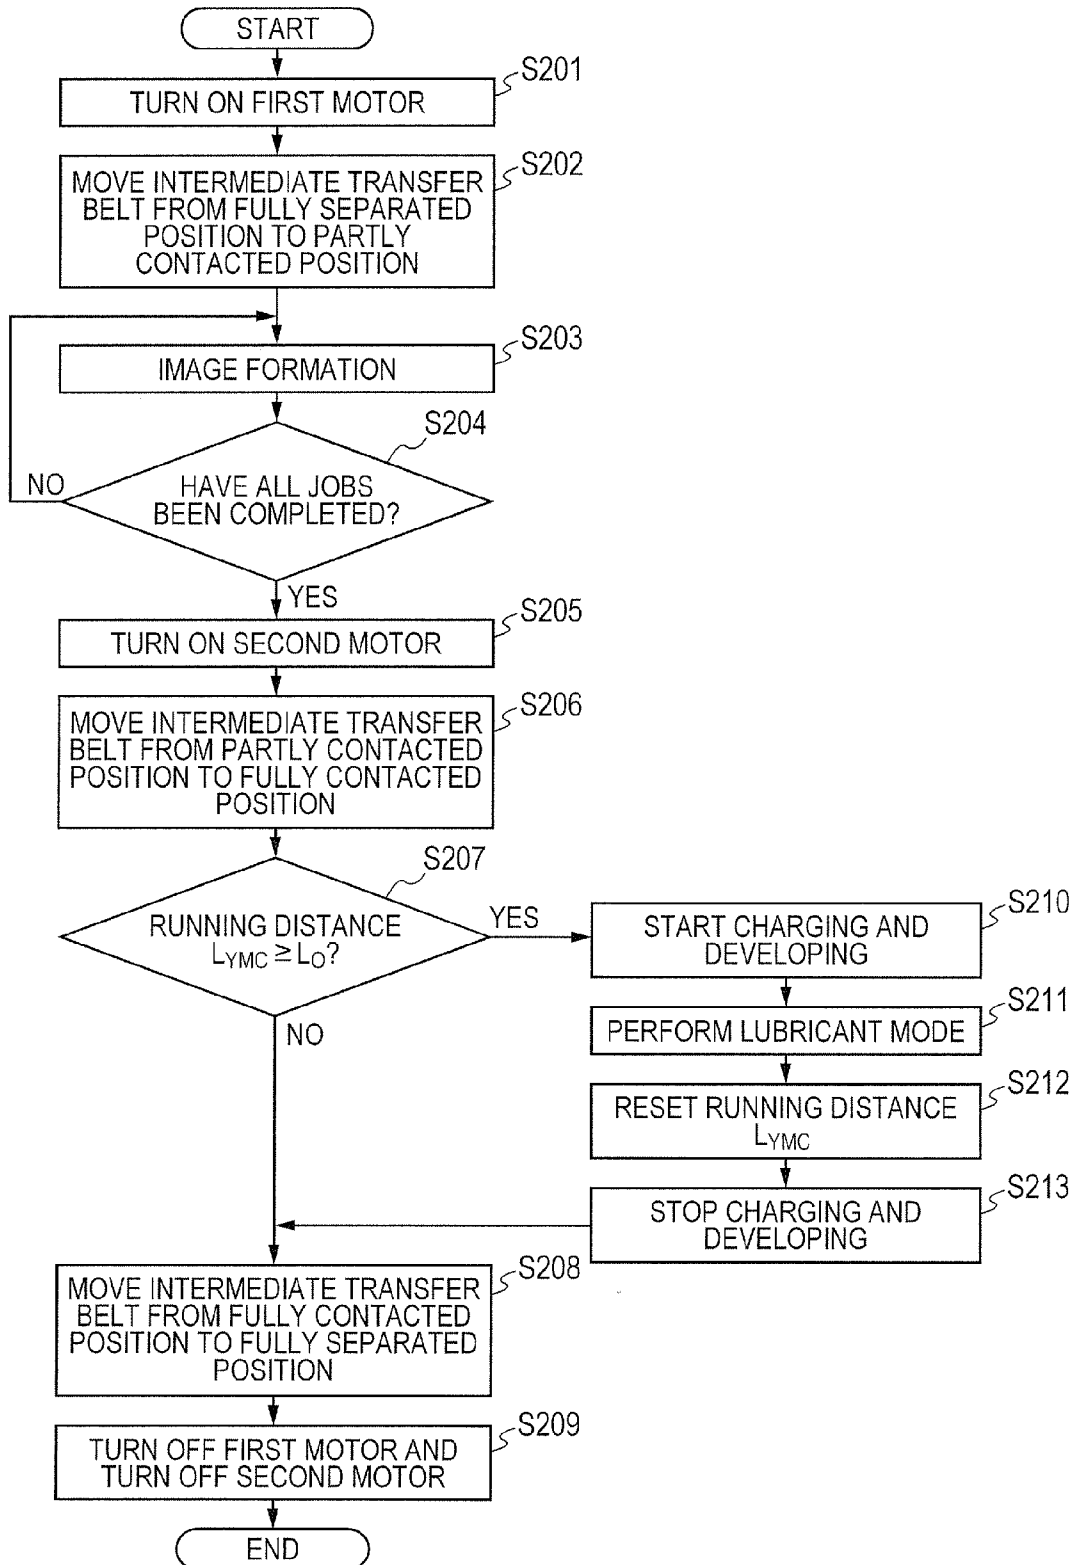 START
S201
TURN ON FIRST MOTOR
S202
MOVE INTERMEDIATE TRANSFER
BELT FROM FULLY SEPARATED
POSITION TO PARTLY
CONTACTED POSITION
S203
IMAGE FORMATION
S204
HAVE ALL JOBS
BEEN COMPLETED?
NO
YES
S205
TURN ON SECOND MOTOR
S206
MOVE INTERMEDIATE TRANSFER
BELT FROM PARTLY CONTACTED
POSITION TO FULLY CONTACTED
POSITION
S207
RUNNING DISTANCE
LYMC ≥ LO?
YES
NO
S210
START CHARGING AND
DEVELOPING
S211
PERFORM LUBRICANT MODE
S212
RESET RUNNING DISTANCE
LYMC
S213
STOP CHARGING AND
DEVELOPING
S208
MOVE INTERMEDIATE TRANSFER
BELT FROM FULLY CONTACTED
POSITION TO FULLY SEPARATED
POSITION
S209
TURN OFF FIRST MOTOR AND
TURN OFF SECOND MOTOR
END